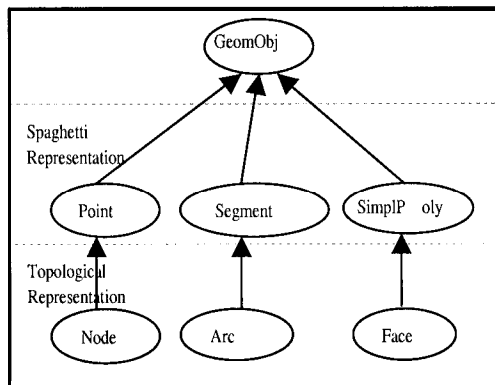 GeomObj
Spaghetti
Representation
Point
Segment
SimplP oly
Topological
Representation
Node
Arc
Face